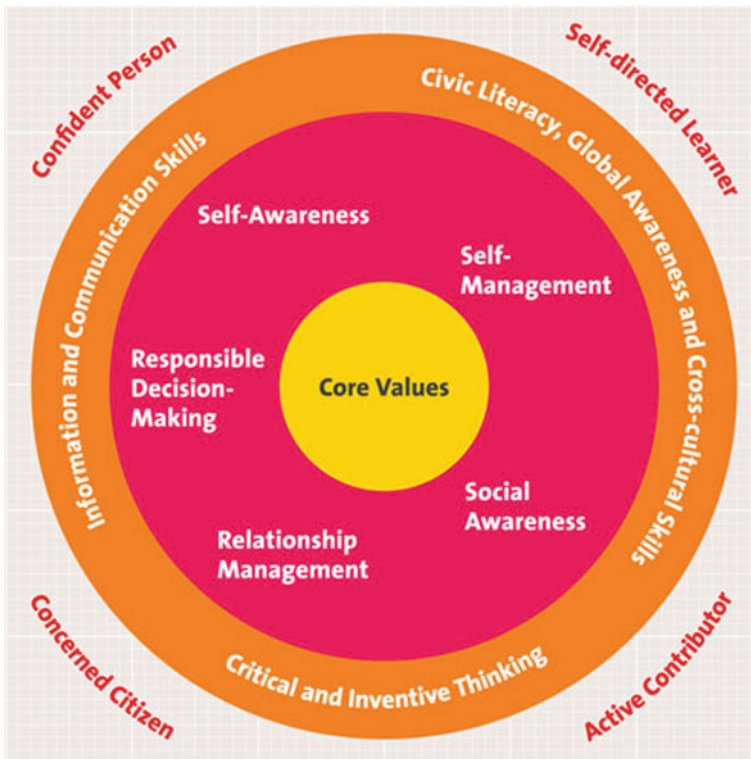 Confident Person
Self-directed Learner
Information and Communication Skills
Civic Literacy, Global Awareness and Cross-cultural Skills
Self-Awareness
Self-
Management
Responsible
Decision-
Making
Core Values
Social
Awareness
Relationship
Management
Critical and Inventive Thinking
Concerned Citizen
Active Contributor